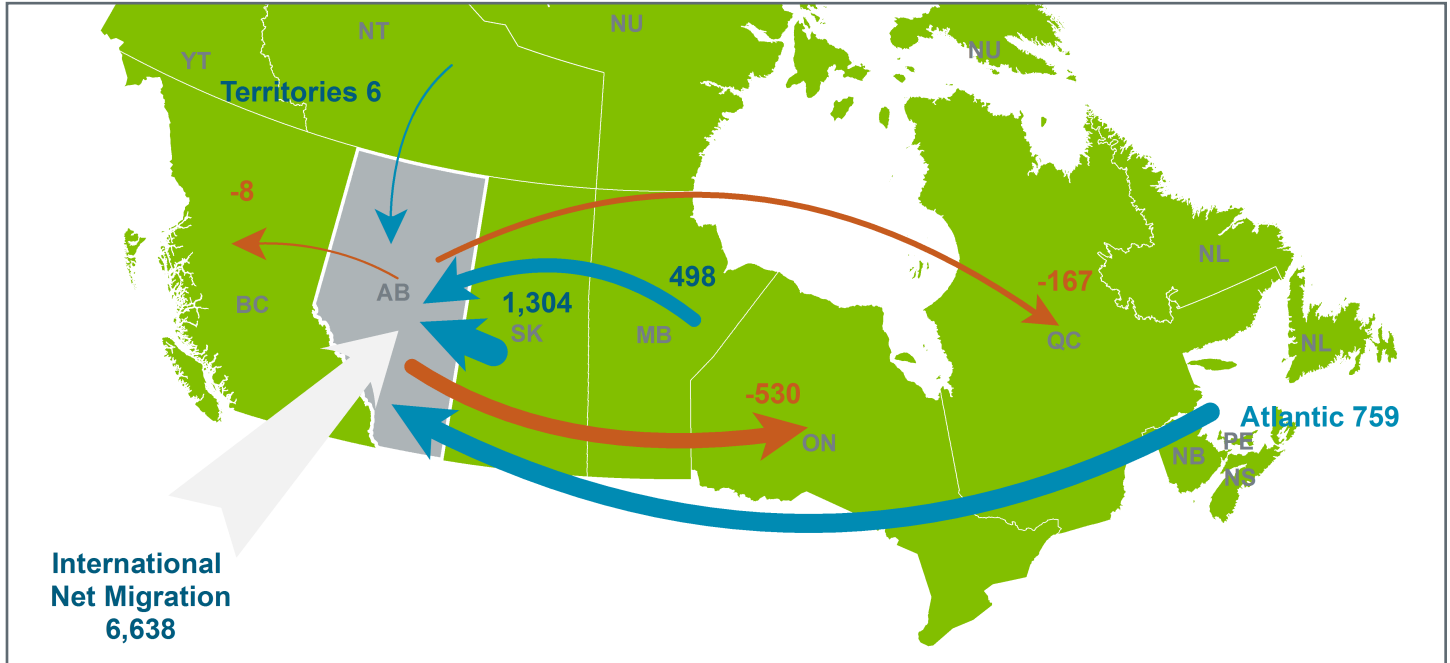 NU
NT
NU
YT
Territories 6
-8
NL
498
-167
AB
1,304
BC
SK
MB
QC
NL
-530
Atlantic 759
ON
PE
NB
NS
International
Net Migration
6,638